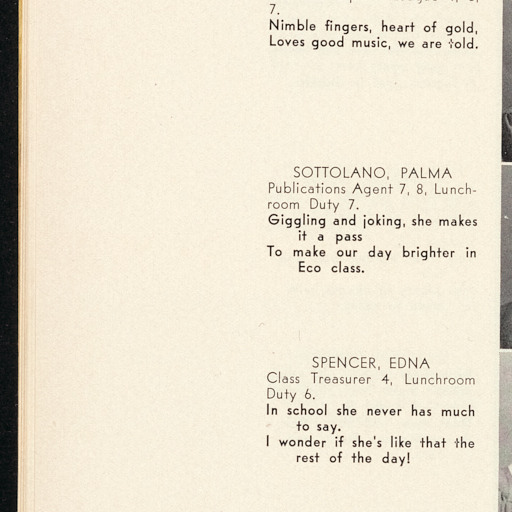 7.
Nimble fingers, heart of gold,
Loves good music, we are told.
SOTTOLANO, PALMA
Publications Agent 7, 8, Lunch-
room Duty 7.
Giggling and joking, she makes
it a pass
To make our day brighter in
Eco class.
SPENCER, EDNA
Class Treasurer 4, Lunchroom
Duty 6.
In school she never has much
to say.
I wonder if she's like that the
rest of the day!